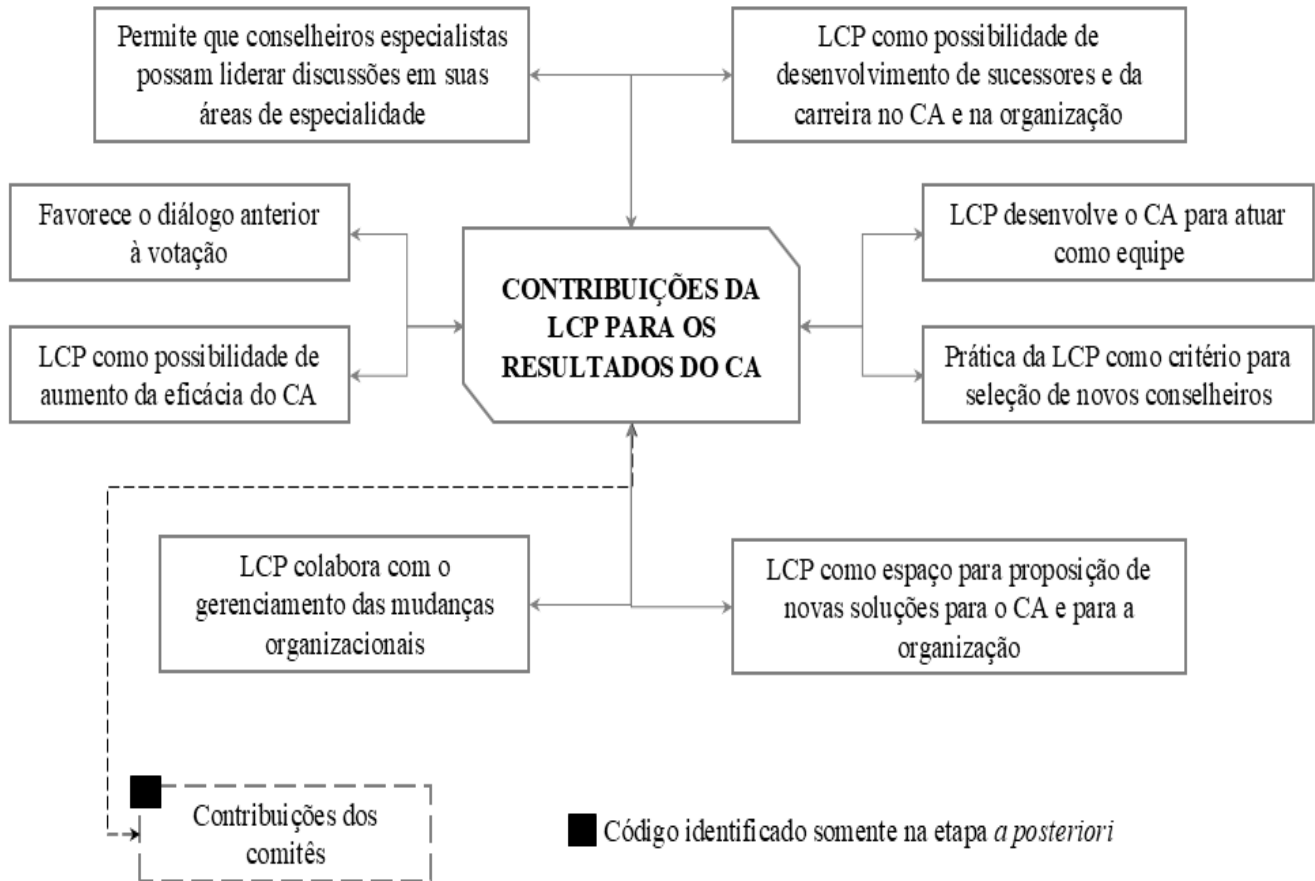 Permite que conselheiros especialistas
possam liderar discussões em suas
áreas de especialidade
LCP como possibilidade de
desenvolvimento de sucessores e da
carreira no CA e na organização
Favorece o diálogo anterior
à votação
LCP desenvolve o CA para atuar
como equipe
CONTRIBUIÇÕES DA
LCP PARA OS
RESULTADOS DO CA
LCP como possibilidade de
aumento da eficácia do CA
Prática da LCP como critério para
seleção de novos conselheiros
LCP colabora com o
gerenciamento das mudanças
organizacionais
LCP como espaço para proposição de
novas soluções para o CA e para a
organização
Contribuições dos
comitês
Código identificado somente na etapa a posteriori